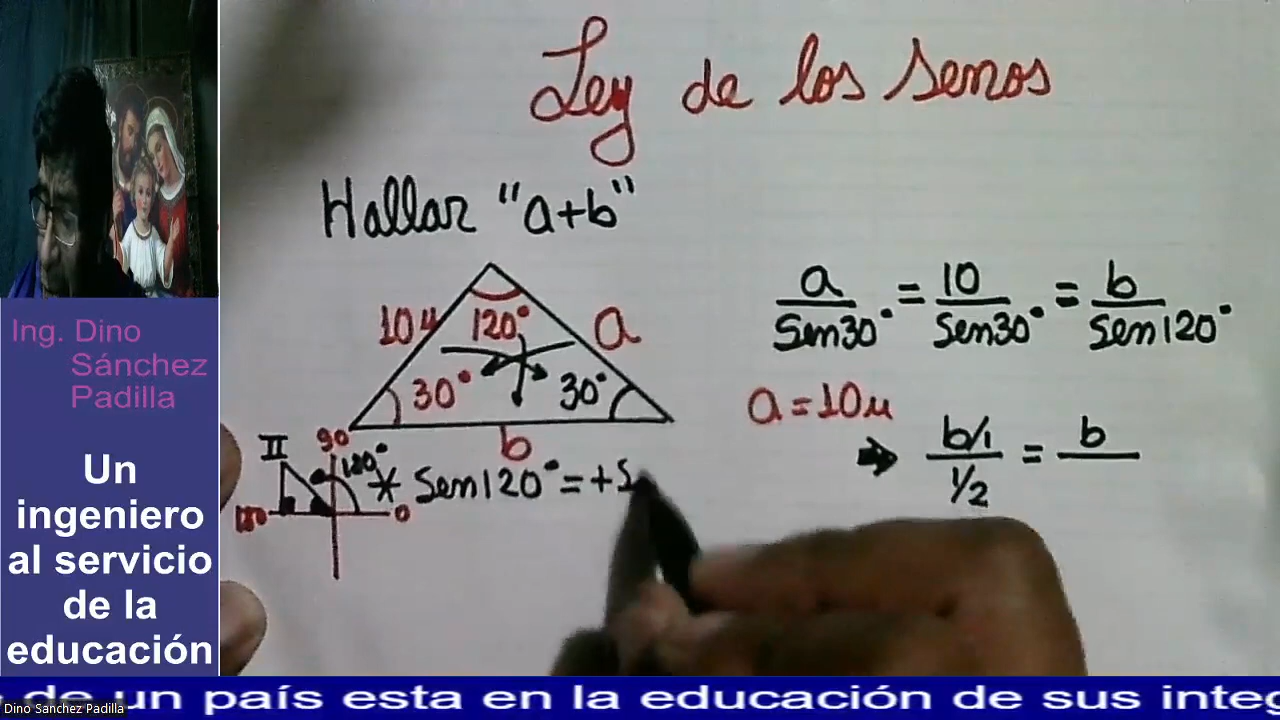 Ley de los senos
Hallar "a+b"
10u 120° a
30° 30°
b
a/Sen30° = 10/Sen30° = b/Sen120°
a = 10u
b/1 = b
1/2
90
II
120°
* Sen120° = +S
180 0
Ing. Dino
Sánchez
Padilla
Un
ingeniero
al servicio
de la
educación
de un país esta en la educación de sus integ
Dino Sanchez Padilla